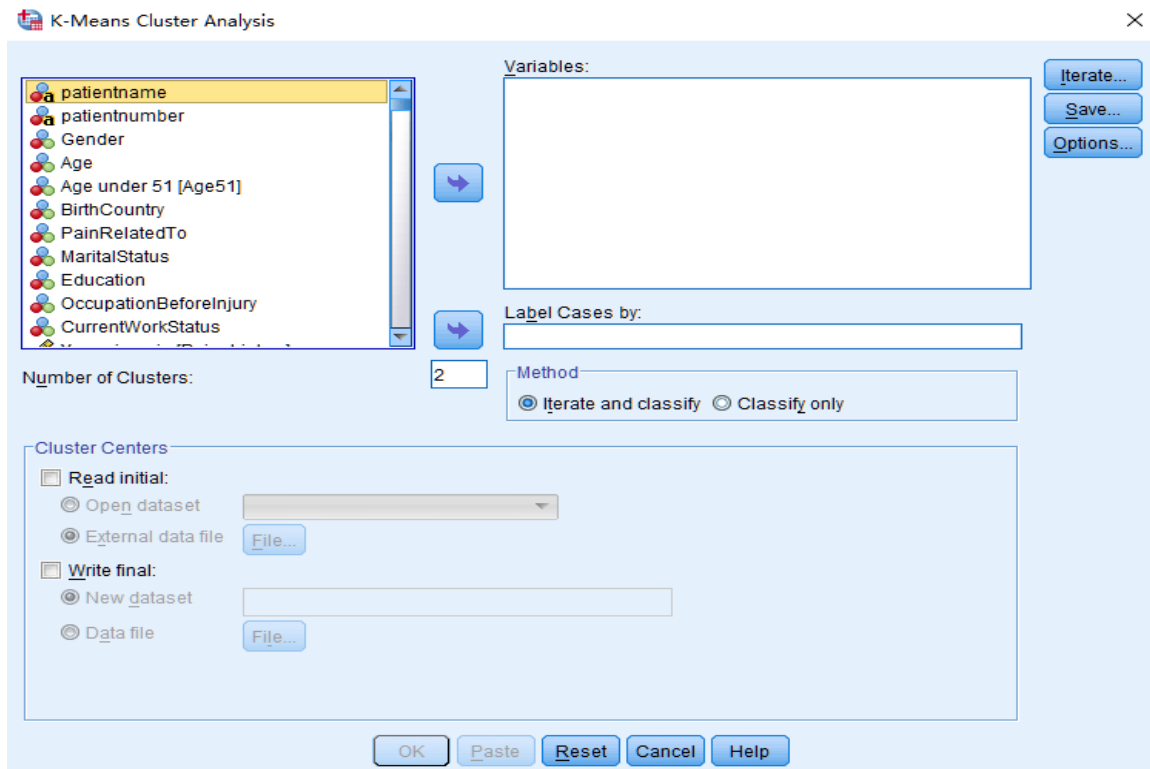 K-Means Cluster Analysis
patientname
patientnumber
Gender
Age
Age under 51 [Age51]
BirthCountry
PainRelatedTo
MaritalStatus
Education
OccupationBeforeInjury
CurrentWorkStatus
Variables:
Iterate...
Save...
Options...
Label Cases by:
Number of Clusters:
2
Method
Iterate and classify
Classify only
Cluster Centers
Read initial:
Open dataset
External data file
File...
Write final:
New dataset
Data file
File...
OK
Paste
Reset
Cancel
Help